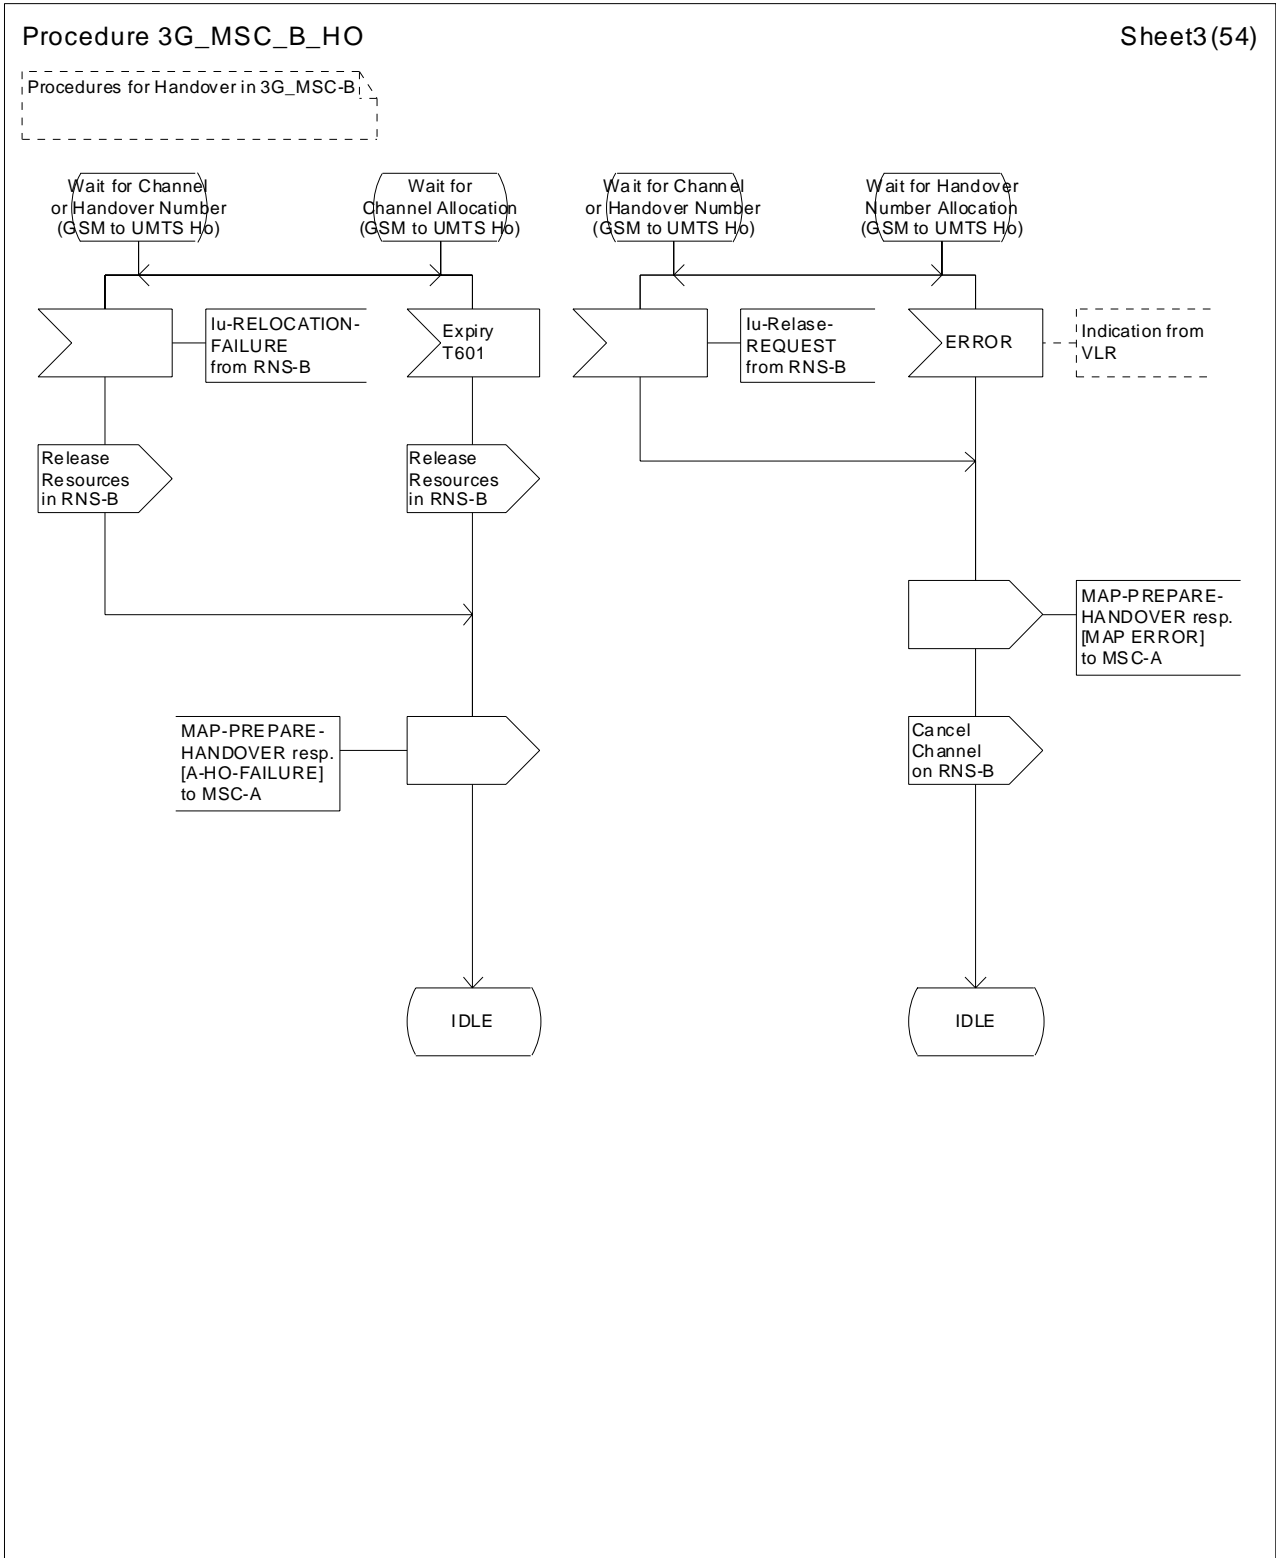 Procedure 3G_MSC_B_HO
Sheet3(54)
Procedures for Handover in 3G_MSC-B
Wait for Channel
or Handover Number
(GSM to UMTS Ho)
Wait for
Channel Allocation
(GSM to UMTS Ho)
Wait for Channel
or Handover Number
(GSM to UMTS Ho)
Wait for Handover
Number Allocation
(GSM to UMTS Ho)
Iu-RELOCATION-
FAILURE
from RNS-B
Expiry
T601
Iu-Relase-
REQUEST
from RNS-B
ERROR
Indication from
VLR
Release
Resources
in RNS-B
Release
Resources
in RNS-B
MAP-PREPARE-
HANDOVER resp.
[MAP ERROR]
to MSC-A
MAP-PREPARE-
HANDOVER resp.
[A-HO-FAILURE]
to MSC-A
Cancel
Channel
on RNS-B
IDLE
IDLE